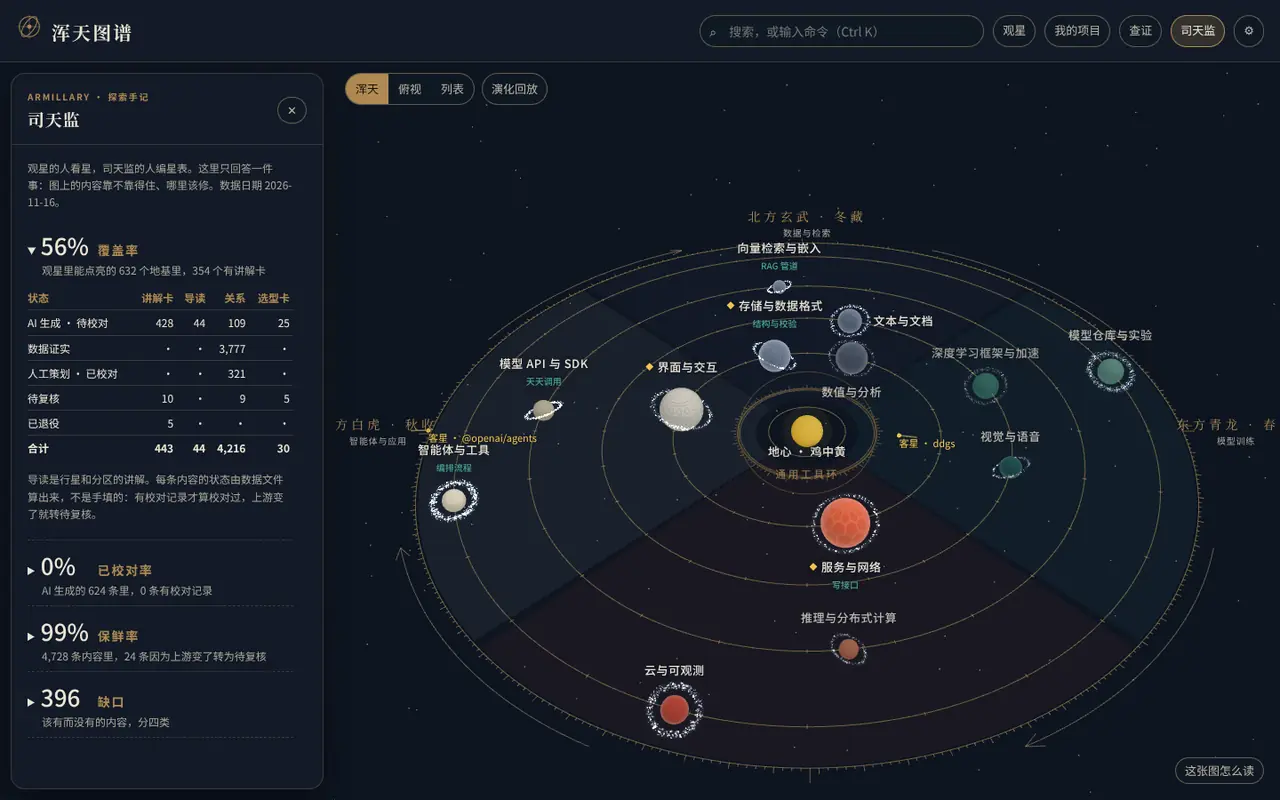 浑天图谱
搜索，或输入命令（Ctrl K）
观星
我的项目
查证
司天监
ARMILLARY · 探索手记
司天监
观星的人看星，司天监的人编星表。这里只回答一件
事：图上的内容靠不靠得住、哪里该修。数据日期 2026-
11-16。
56% 覆盖率
观星里能点亮的 632 个地基里，354 个有讲解卡
状态 讲解卡 导读 关系 选型卡
AI 生成 · 待校对 428 44 109 25
数据证实 · · 3,777 ·
人工策划 · 已校对 · · 321 ·
待复核 10 · 9 5
已退役 5 · · ·
合计 443 44 4,216 30
导读是行星和分区的讲解。每条内容的状态由数据文件
算出来，不是手填的：有校对记录才算校对过，上游变
了就转待复核。
0% 已校对率
AI 生成的 624 条里，0 条有校对记录
99% 保鲜率
4,728 条内容里，24 条因为上游变了转为待复核
396 缺口
该有而没有的内容，分四类
浑天
俯视
列表
演化回放
北方玄武 · 冬藏
数据与检索
向量检索与嵌入
RAG 管道
存储与数据格式
结构与校验
文本与文档
模型仓库与实验
深度学习框架与加速
模型 API 与 SDK
天天调用
界面与交互
数值与分析
方白虎 · 秋收
智能体与应用
客星 · @openai/agents
智能体与工具
编排流程
地心 · 鸡中黄
通用工具环
客星 · ddgs
视觉与语音
东方青龙 · 春
模型训练
服务与网络
写接口
推理与分布式计算
云与可观测
这张图怎么读